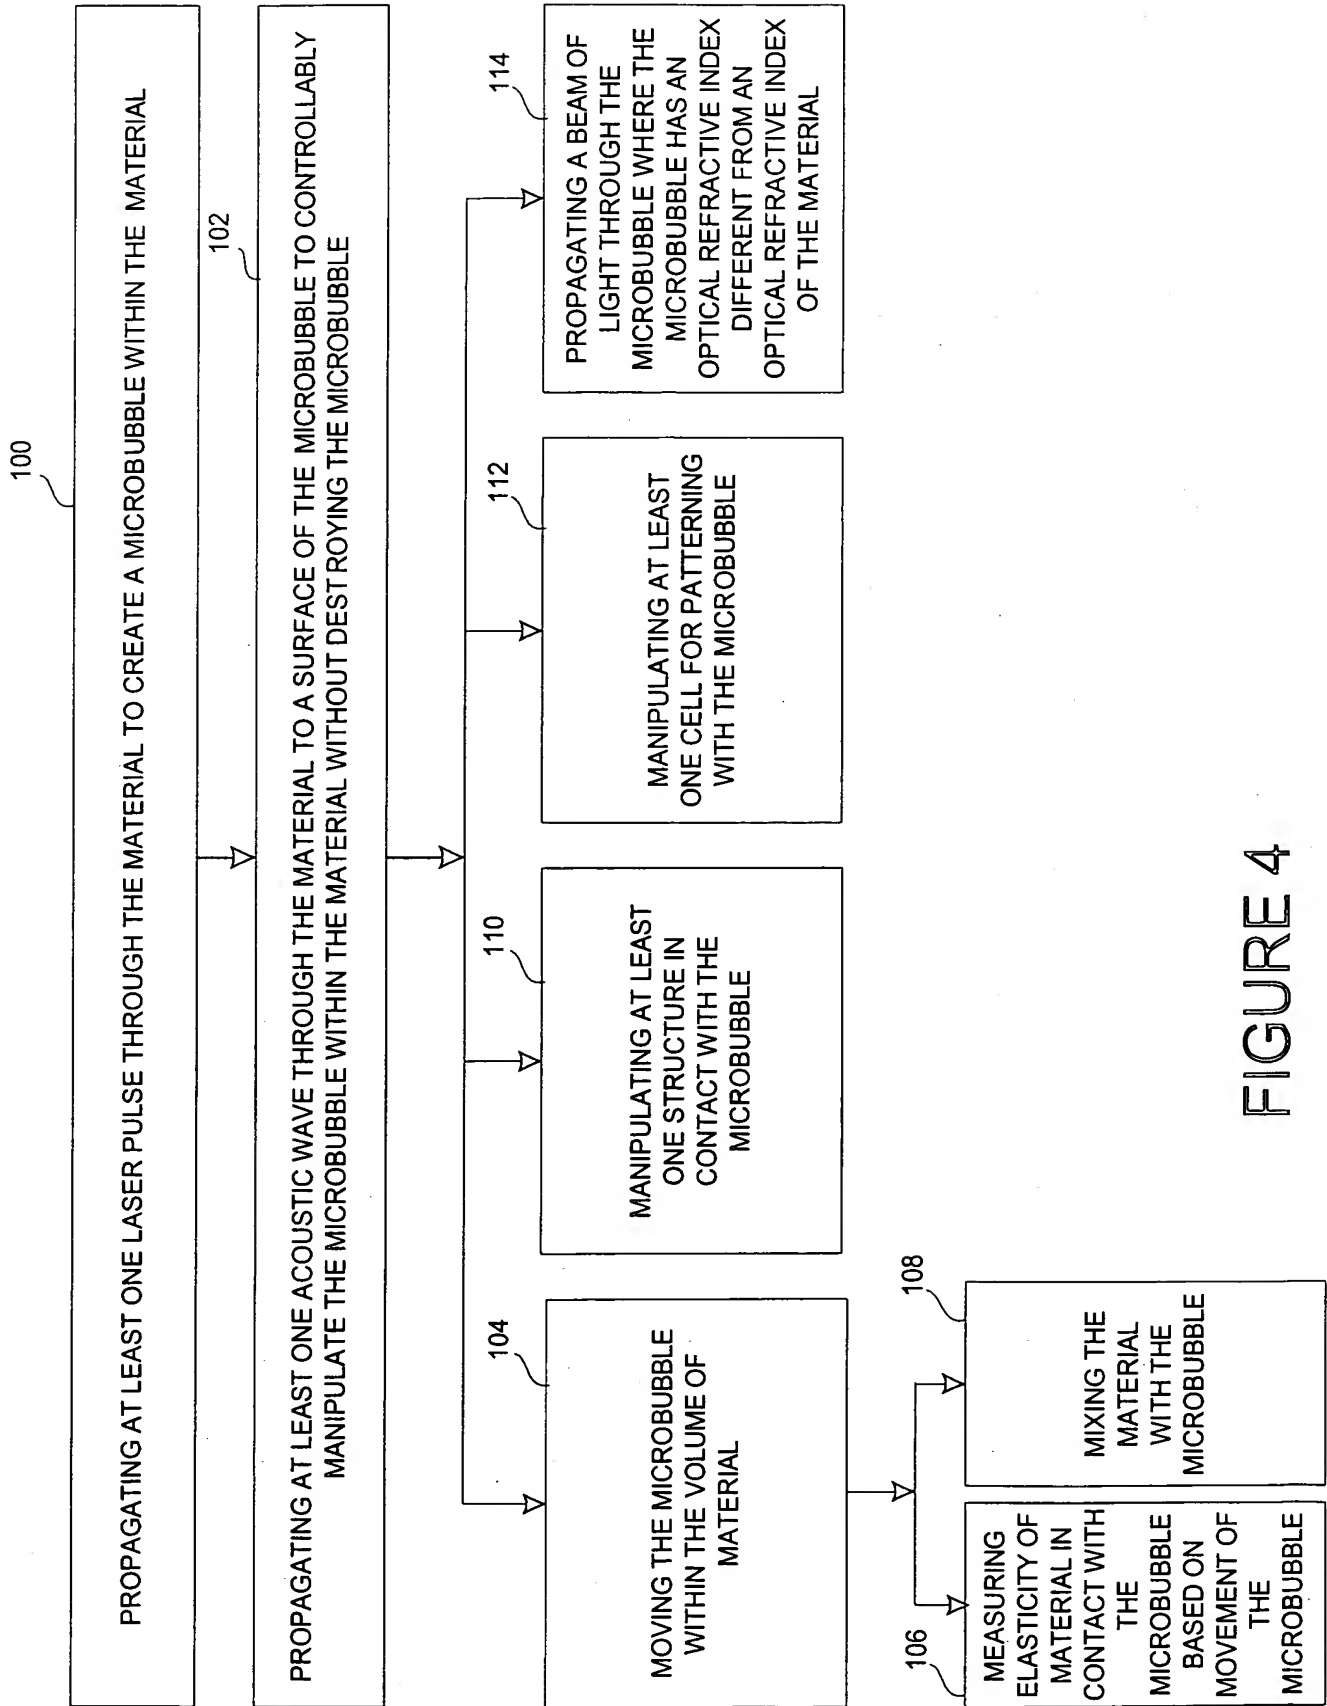 100
PROPAGATING AT LEAST ONE LASER PULSE THROUGH THE MATERIAL TO CREATE A MICROBUBBLE WITHIN THE MATERIAL
102
PROPAGATING AT LEAST ONE ACOUSTIC WAVE THROUGH THE MATERIAL TO A SURFACE OF THE MICROBUBBLE TO CONTROLLABLY
MANIPULATE THE MICROBUBBLE WITHIN THE MATERIAL WITHOUT DESTROYING THE MICROBUBBLE
104
MOVING THE MICROBUBBLE
WITHIN THE VOLUME OF
MATERIAL
110
MANIPULATING AT LEAST
ONE STRUCTURE IN
CONTACT WITH THE
MICROBUBBLE
112
MANIPULATING AT LEAST
ONE CELL FOR PATTERNING
WITH THE MICROBUBBLE
114
PROPAGATING A BEAM OF
LIGHT THROUGH THE
MICROBUBBLE WHERE THE
MICROBUBBLE HAS AN
OPTICAL REFRACTIVE INDEX
DIFFERENT FROM AN
OPTICAL REFRACTIVE INDEX
OF THE MATERIAL
106
MEASURING
ELASTICITY OF
MATERIAL IN
CONTACT WITH
THE
MICROBUBBLE
BASED ON
MOVEMENT OF
THE
MICROBUBBLE
108
MIXING THE
MATERIAL
WITH THE
MICROBUBBLE
FIGURE 4